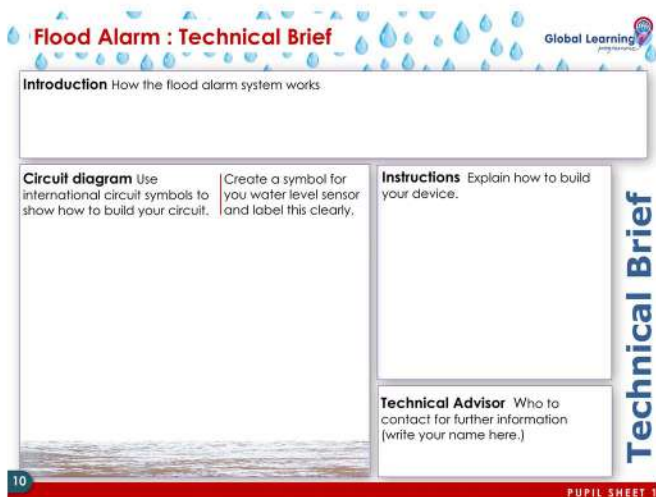 Flood Alarm : Technical Brief
Global Learning
programme
Introduction How the flood alarm system works
Circuit diagram Use
international circuit symbols to
show how to build your circuit.
Create a symbol for
you water level sensor
and label this clearly.
Instructions Explain how to build
your device.
Technical Advisor Who to
contact for further information
(write your name here.)
Technical Brief
10
PUPIL SHEET 1